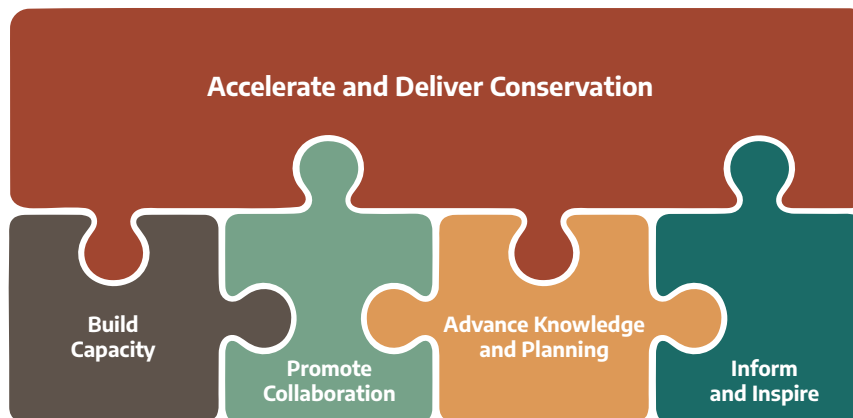 Accelerate and Deliver Conservation
Build
Capacity
Promote
Collaboration
Advance Knowledge
and Planning
Inform
and Inspire